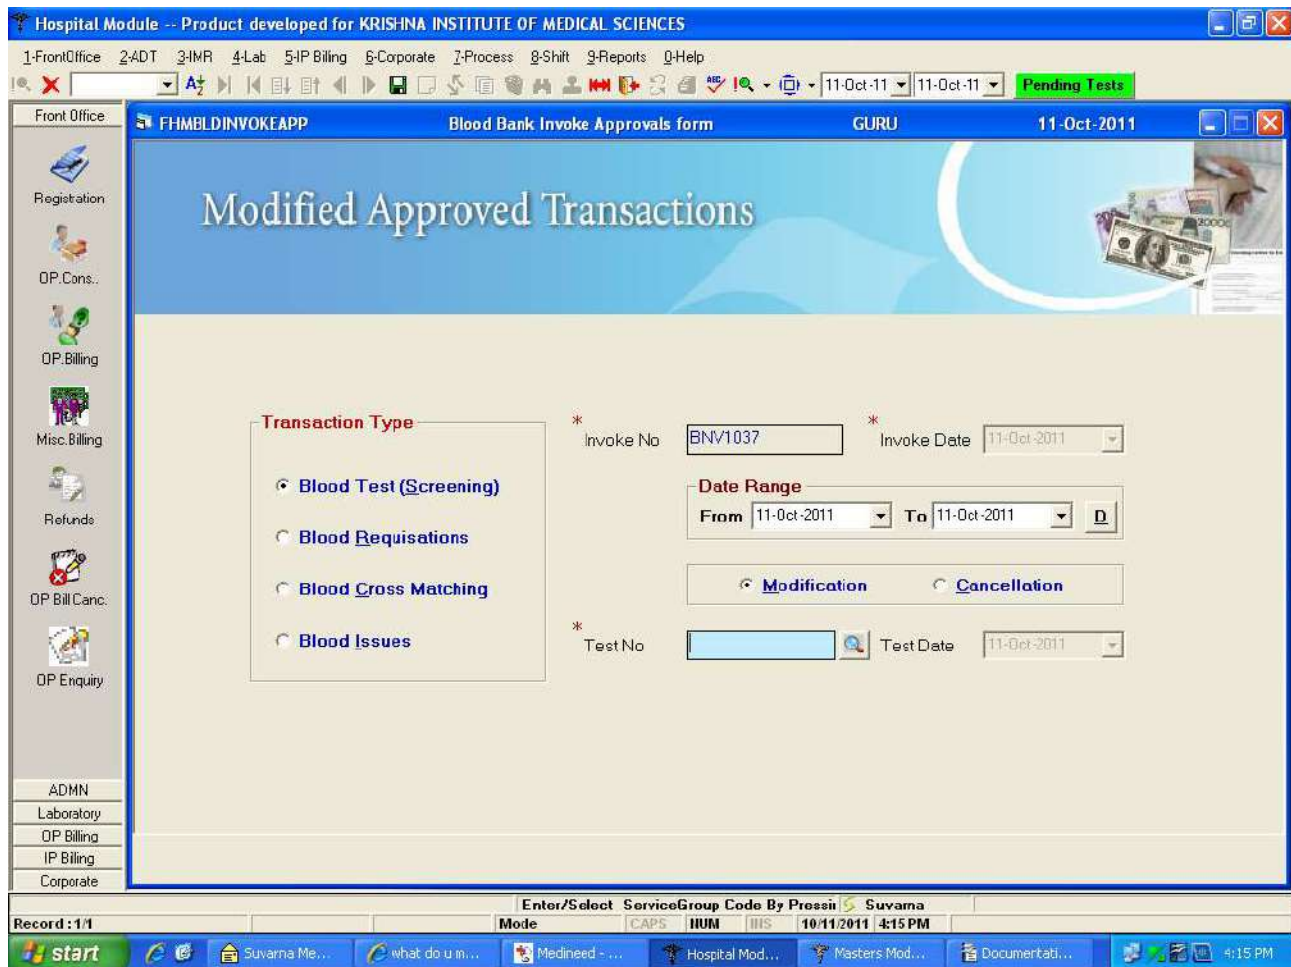 Hospital Module -- Product developed for KRISHNA INSTITUTE OF MEDICAL SCIENCES
1-FrontOffice 2-ADT 3-IMR 4-Lab 5-IP Billing 6-Corporate 7-Process 8-Shift 9-Reports 0-Help
11-Oct-11 11-Oct-11 Pending Tests
Front Office
FHMBLDINVOKEAPP Blood Bank Invoke Approvals form GURU 11-Oct-2011
Modified Approved Transactions
Registration
OP.Cons..
OP.Billing
Misc.Billing
Refunds
OP Bill Canc.
OP Enquiry
Transaction Type
Blood Test (Screening)
Blood Requisations
Blood Cross Matching
Blood Issues
* Invoke No BNV1037 * Invoke Date 11-Oct-2011
Date Range
From 11-Oct-2011 To 11-Oct-2011 D
Modification Cancellation
* Test No Test Date 11-Oct-2011
ADMN
Laboratory
OP Billing
IP Billing
Corporate
Enter/Select ServiceGroup Code By Pressin Suvarna
Record : 1/1 Mode CAPS NUM INS 10/11/2011 4:15 PM
start Suvarna Me... what do u m... Medineed - ... Hospital Mod... Masters Mod... Documentati... 4:15 PM